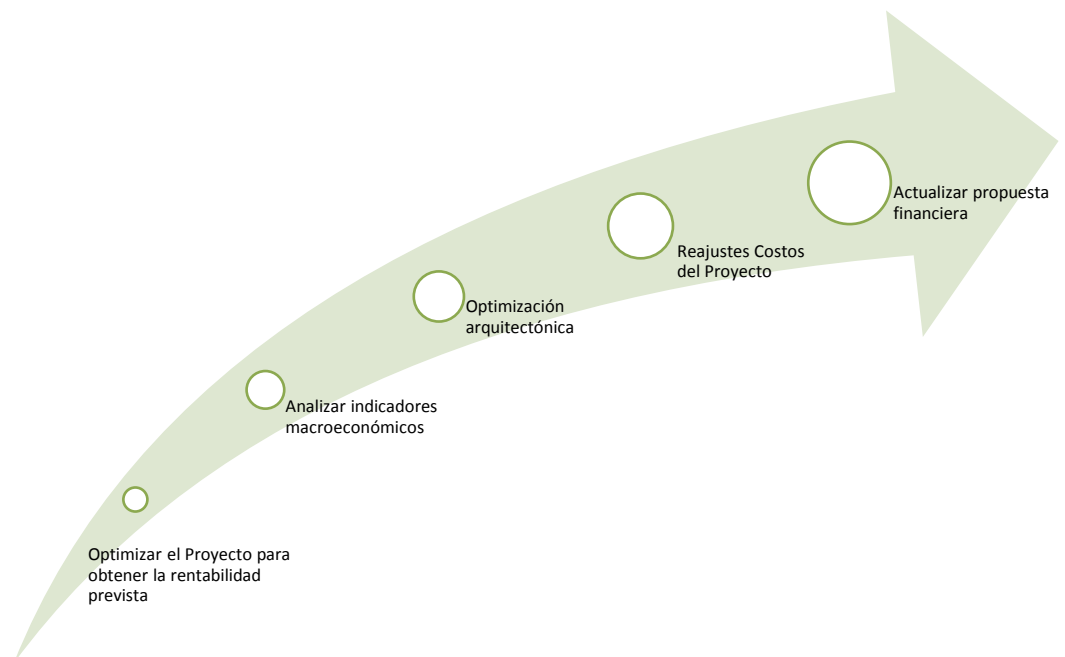 Actualizar propuesta
financiera
Reajustes Costos
del Proyecto
Optimización
arquitectónica
Analizar indicadores
macroeconómicos
Optimizar el Proyecto para
obtener la rentabilidad
prevista